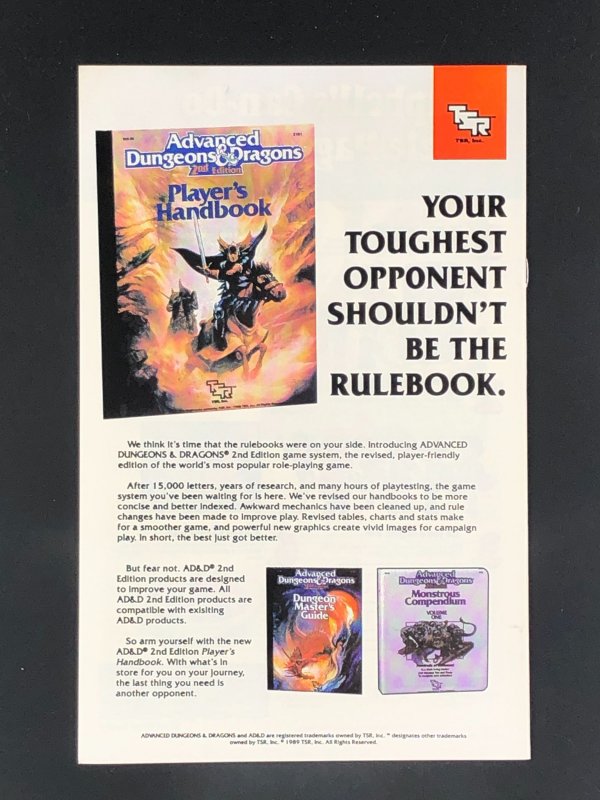 TSR
TSR, Inc.
2101
Advanced
Dungeons & Dragons
2nd Edition
Player's
Handbook
TSR
TSR, Inc.
YOUR
TOUGHEST
OPPONENT
SHOULDN'T
BE THE
RULEBOOK.
We think it's time that the rulebooks were on your side. Introducing ADVANCED
DUNGEONS & DRAGONS® 2nd Edition game system, the revised, player-friendly
edition of the world's most popular role-playing game.
After 15,000 letters, years of research, and many hours of playtesting, the game
system you've been waiting for is here. We've revised our handbooks to be more
concise and better indexed. Awkward mechanics have been cleaned up, and rule
changes have been made to improve play. Revised tables, charts and stats make
for a smoother game, and powerful new graphics create vivid images for campaign
play. In short, the best just got better.
But fear not. AD&D® 2nd
Edition products are designed
to improve your game. All
AD&D 2nd Edition products are
compatible with exisiting
AD&D products.
So arm yourself with the new
AD&D® 2nd Edition Player's
Handbook. With what's in
store for you on your journey,
the last thing you need is
another opponent.
Advanced
Dungeons & Dragons
Dungeon
Master's
Guide
Advanced
Dungeons & Dragons
Monstrous
Compendium
VOLUME
ONE
ADVANCED DUNGEONS & DRAGONS and AD&D are registered trademarks owned by TSR, Inc. ™ designates other trademarks
owned by TSR, Inc. © 1989 TSR, Inc. All Rights Reserved.